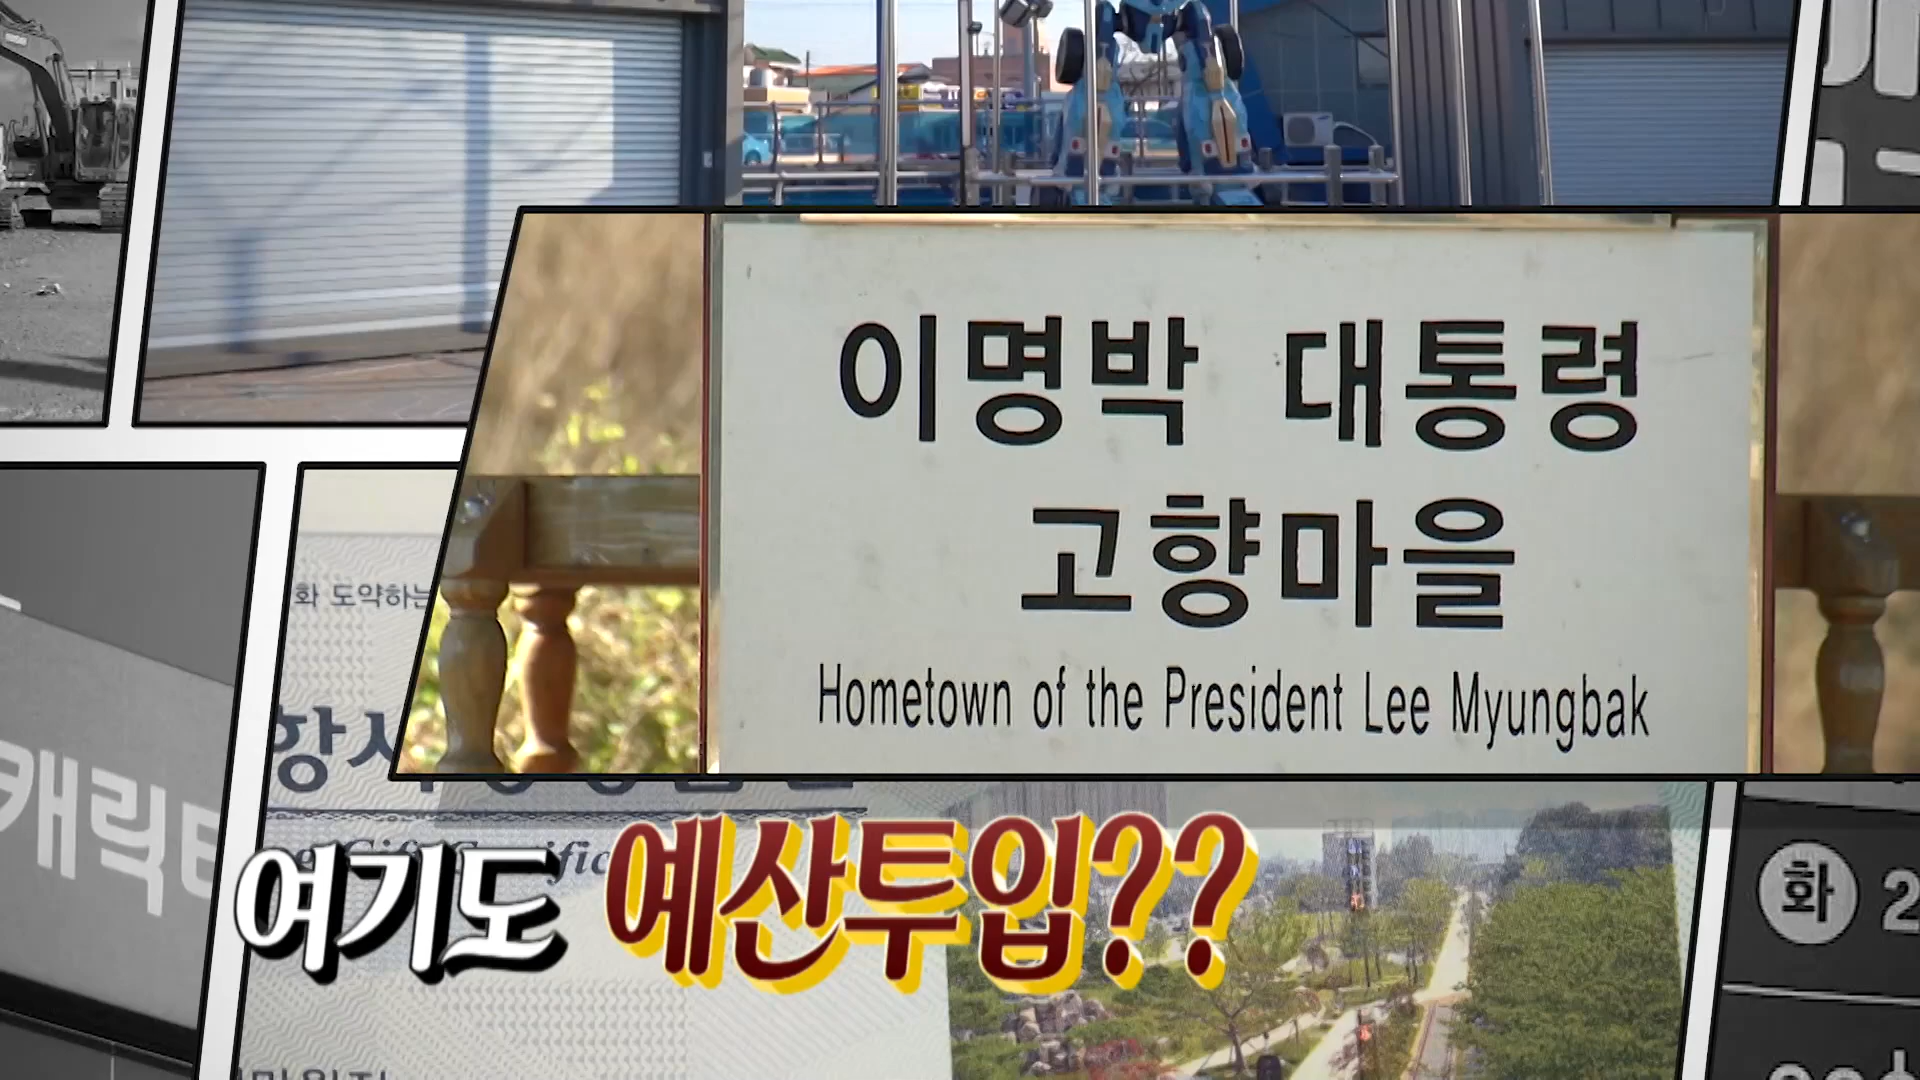 이명박 대통령
고향마을
Hometown of the President Lee Myungbak
화 도약하는
캐릭터
여기도 예산투입??
화 2